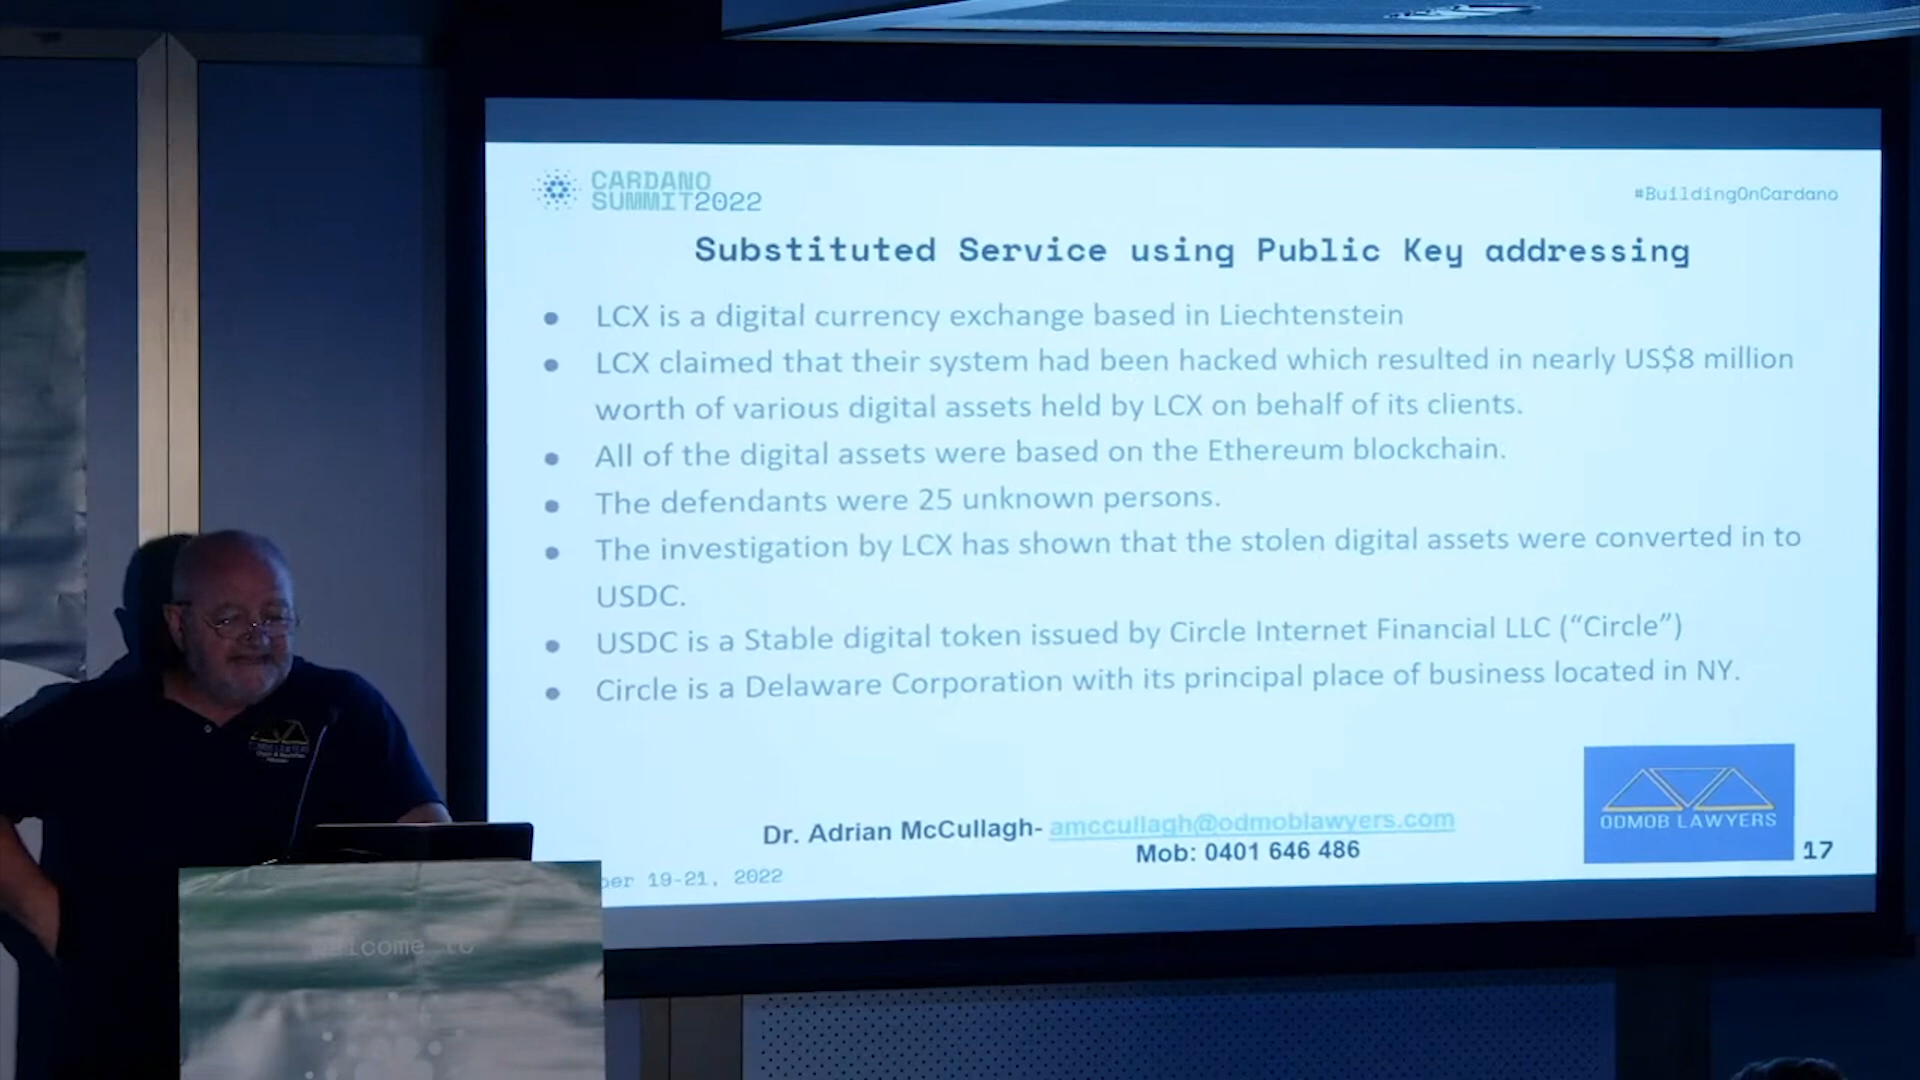 CARDANO
SUMMIT2022
#BuildingOnCardano
Substituted Service using Public Key addressing
• LCX is a digital currency exchange based in Liechtenstein
• LCX claimed that their system had been hacked which resulted in nearly US$8 million
worth of various digital assets held by LCX on behalf of its clients.
• All of the digital assets were based on the Ethereum blockchain.
• The defendants were 25 unknown persons.
• The investigation by LCX has shown that the stolen digital assets were converted in to
USDC.
• USDC is a Stable digital token issued by Circle Internet Financial LLC (“Circle”)
• Circle is a Delaware Corporation with its principal place of business located in NY.
Dr. Adrian McCullagh- amccullagh@odmoblawyers.com
Mob: 0401 646 486
ODMOB LAWYERS
17
19-21, 2022
Welcome to